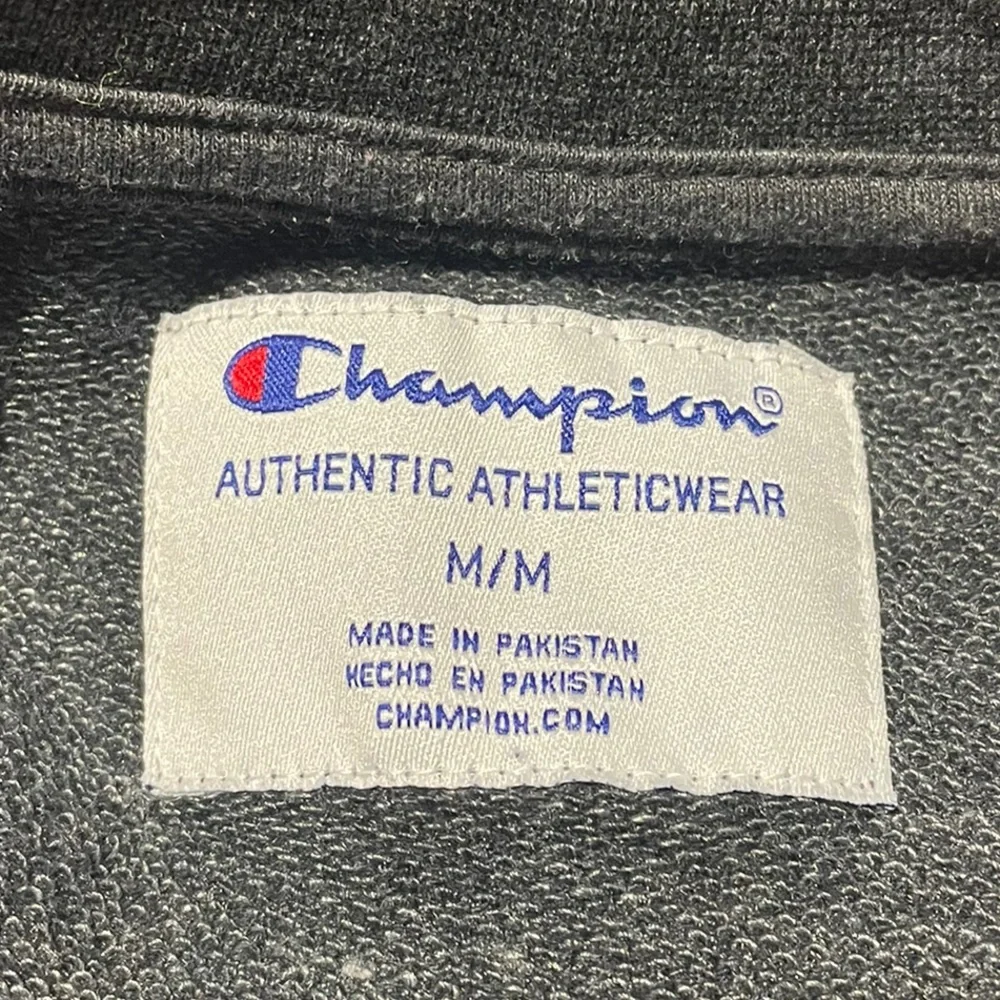 Champion®
AUTHENTIC ATHLETICWEAR
M/M
MADE IN PAKISTAN
HECHO EN PAKISTAN
CHAMPION.COM